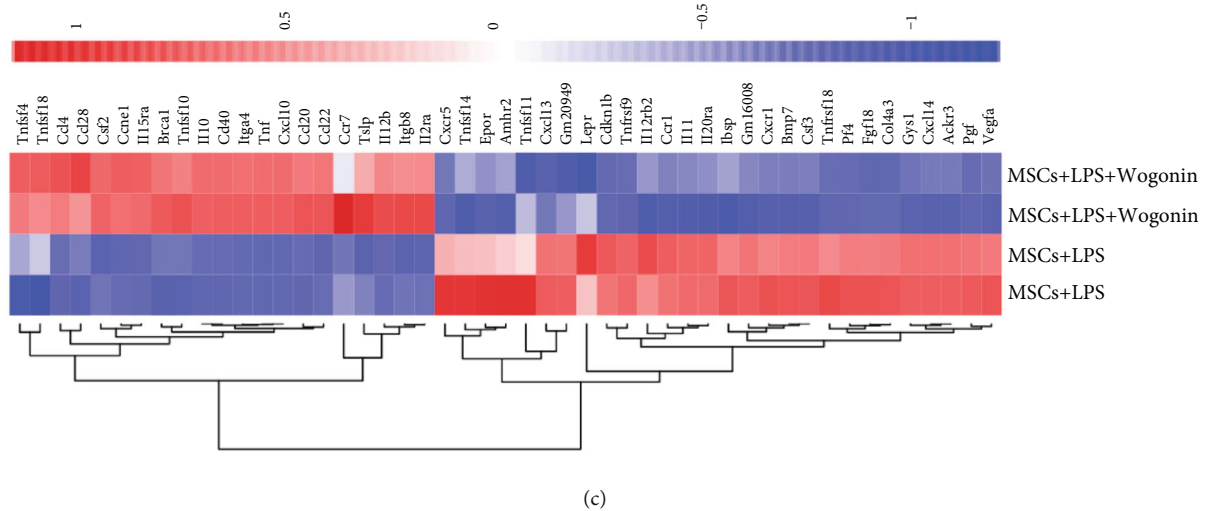 1 0.5 0 −0.5 −1
Tnfsf4 Tnfsf18 Ccl4 Cd28 Csf2 Ccne1 Il15ra Brca1 Tnfsf10 Il10 Cd40 Itga4 Tnf Cxcl10 Ccl20 Ccl22 Ccr7 Tslp Il12b Itgb8 Il2ra Cxcr5 Tnfsf14 Epor Amhr2 Tnfsf11 Cxcl13 Gm20949 Lepr Cdkn1b Tnfrsf9 Il12rb2 Ccr1 Il11 Il20ra Ibsp Gm16008 Cxcr1 Bmp7 Csf3 Tnfrsf18 Pf4 Fgf18 Col4a3 Gys1 Cxcl14 Ackr3 Pgf Vegfa
MSCs+LPS+Wogonin
MSCs+LPS+Wogonin
MSCs+LPS
MSCs+LPS
(c)